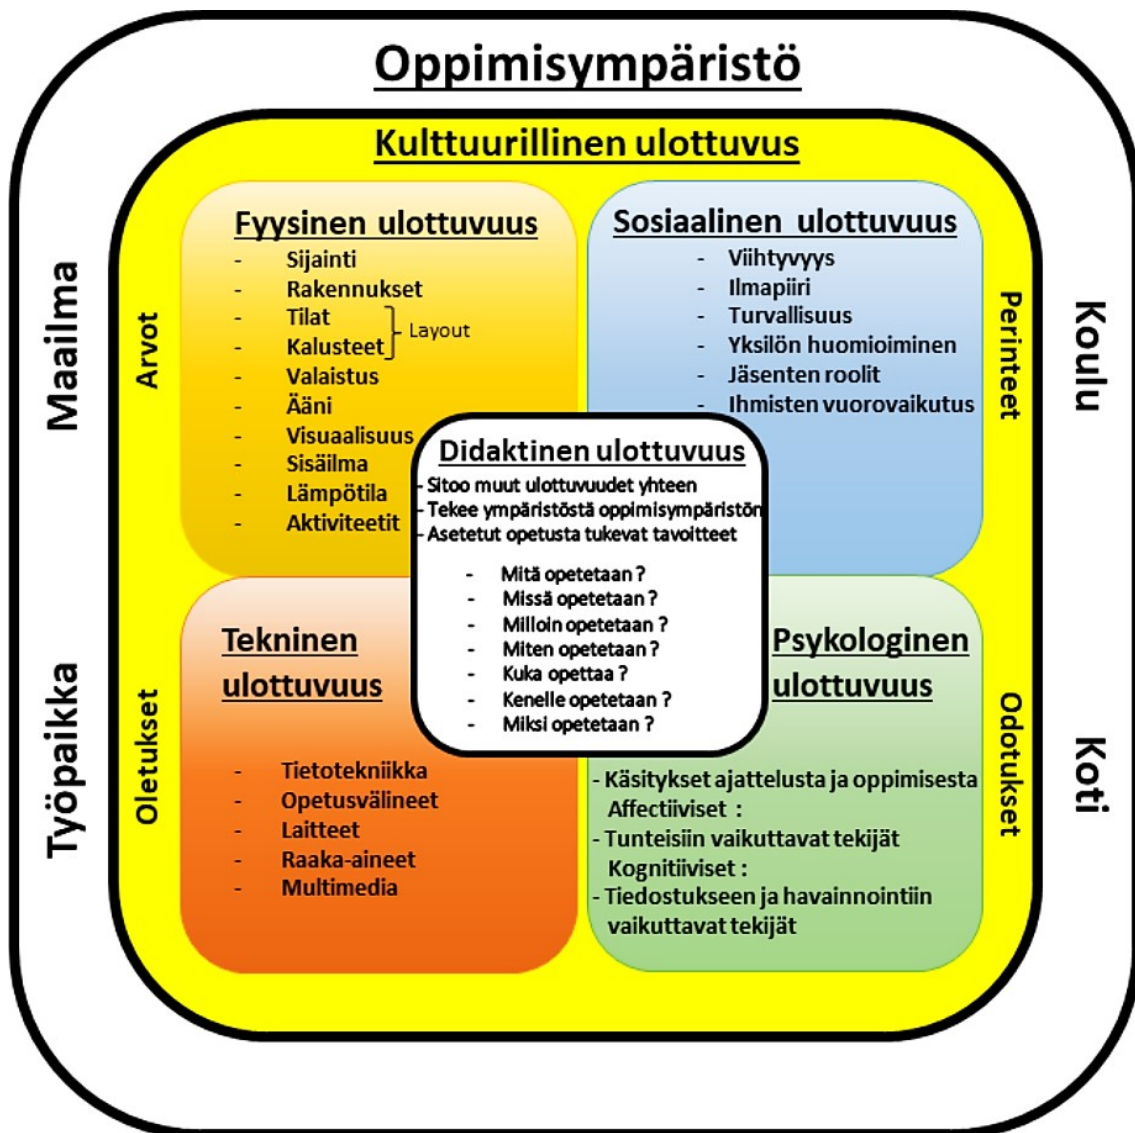 Oppimisympäristö
Kulttuurillinen ulottuvus
Maailma
Työpaikka
Arvot
Oletukset
Fyysinen ulottuvuus
- Sijainti
- Rakennukset
- Tilat
- Kalusteet
Layout
- Valaistus
- Ääni
- Visuaalisuus
- Sisäilma
- Lämpötila
- Aktiviteetit
Sosiaalinen ulottuvuus
- Viihtyvyys
- Ilmapiiri
- Turvallisuus
- Yksilön huomioiminen
- Jäsenten roolit
- Ihmisten vuorovaikutus
Didaktinen ulottuvuus
- Sitoo muut ulottuvuudet yhteen
- Tekee ympäristöstä oppimisympäristön
- Asetetut opetusta tukevat tavoitteet
- Mitä opetetaan ?
- Missä opetetaan ?
- Milloin opetetaan ?
- Miten opetetaan ?
- Kuka opettaa ?
- Kenelle opetetaan ?
- Miksi opetetaan ?
Tekninen
ulottuvuus
- Tietotekniikka
- Opetusvälineet
- Laitteet
- Raaka-aineet
- Multimedia
Psykologinen
ulottuvuus
- Käsitykset ajattelusta ja oppimisesta
Affectiiviset :
- Tunteisiin vaikuttavat tekijät
Kognitiiviset :
- Tiedostukseen ja havainnointiin
vaikuttavat tekijät
Perinteet
Odotukset
Koulu
Koti